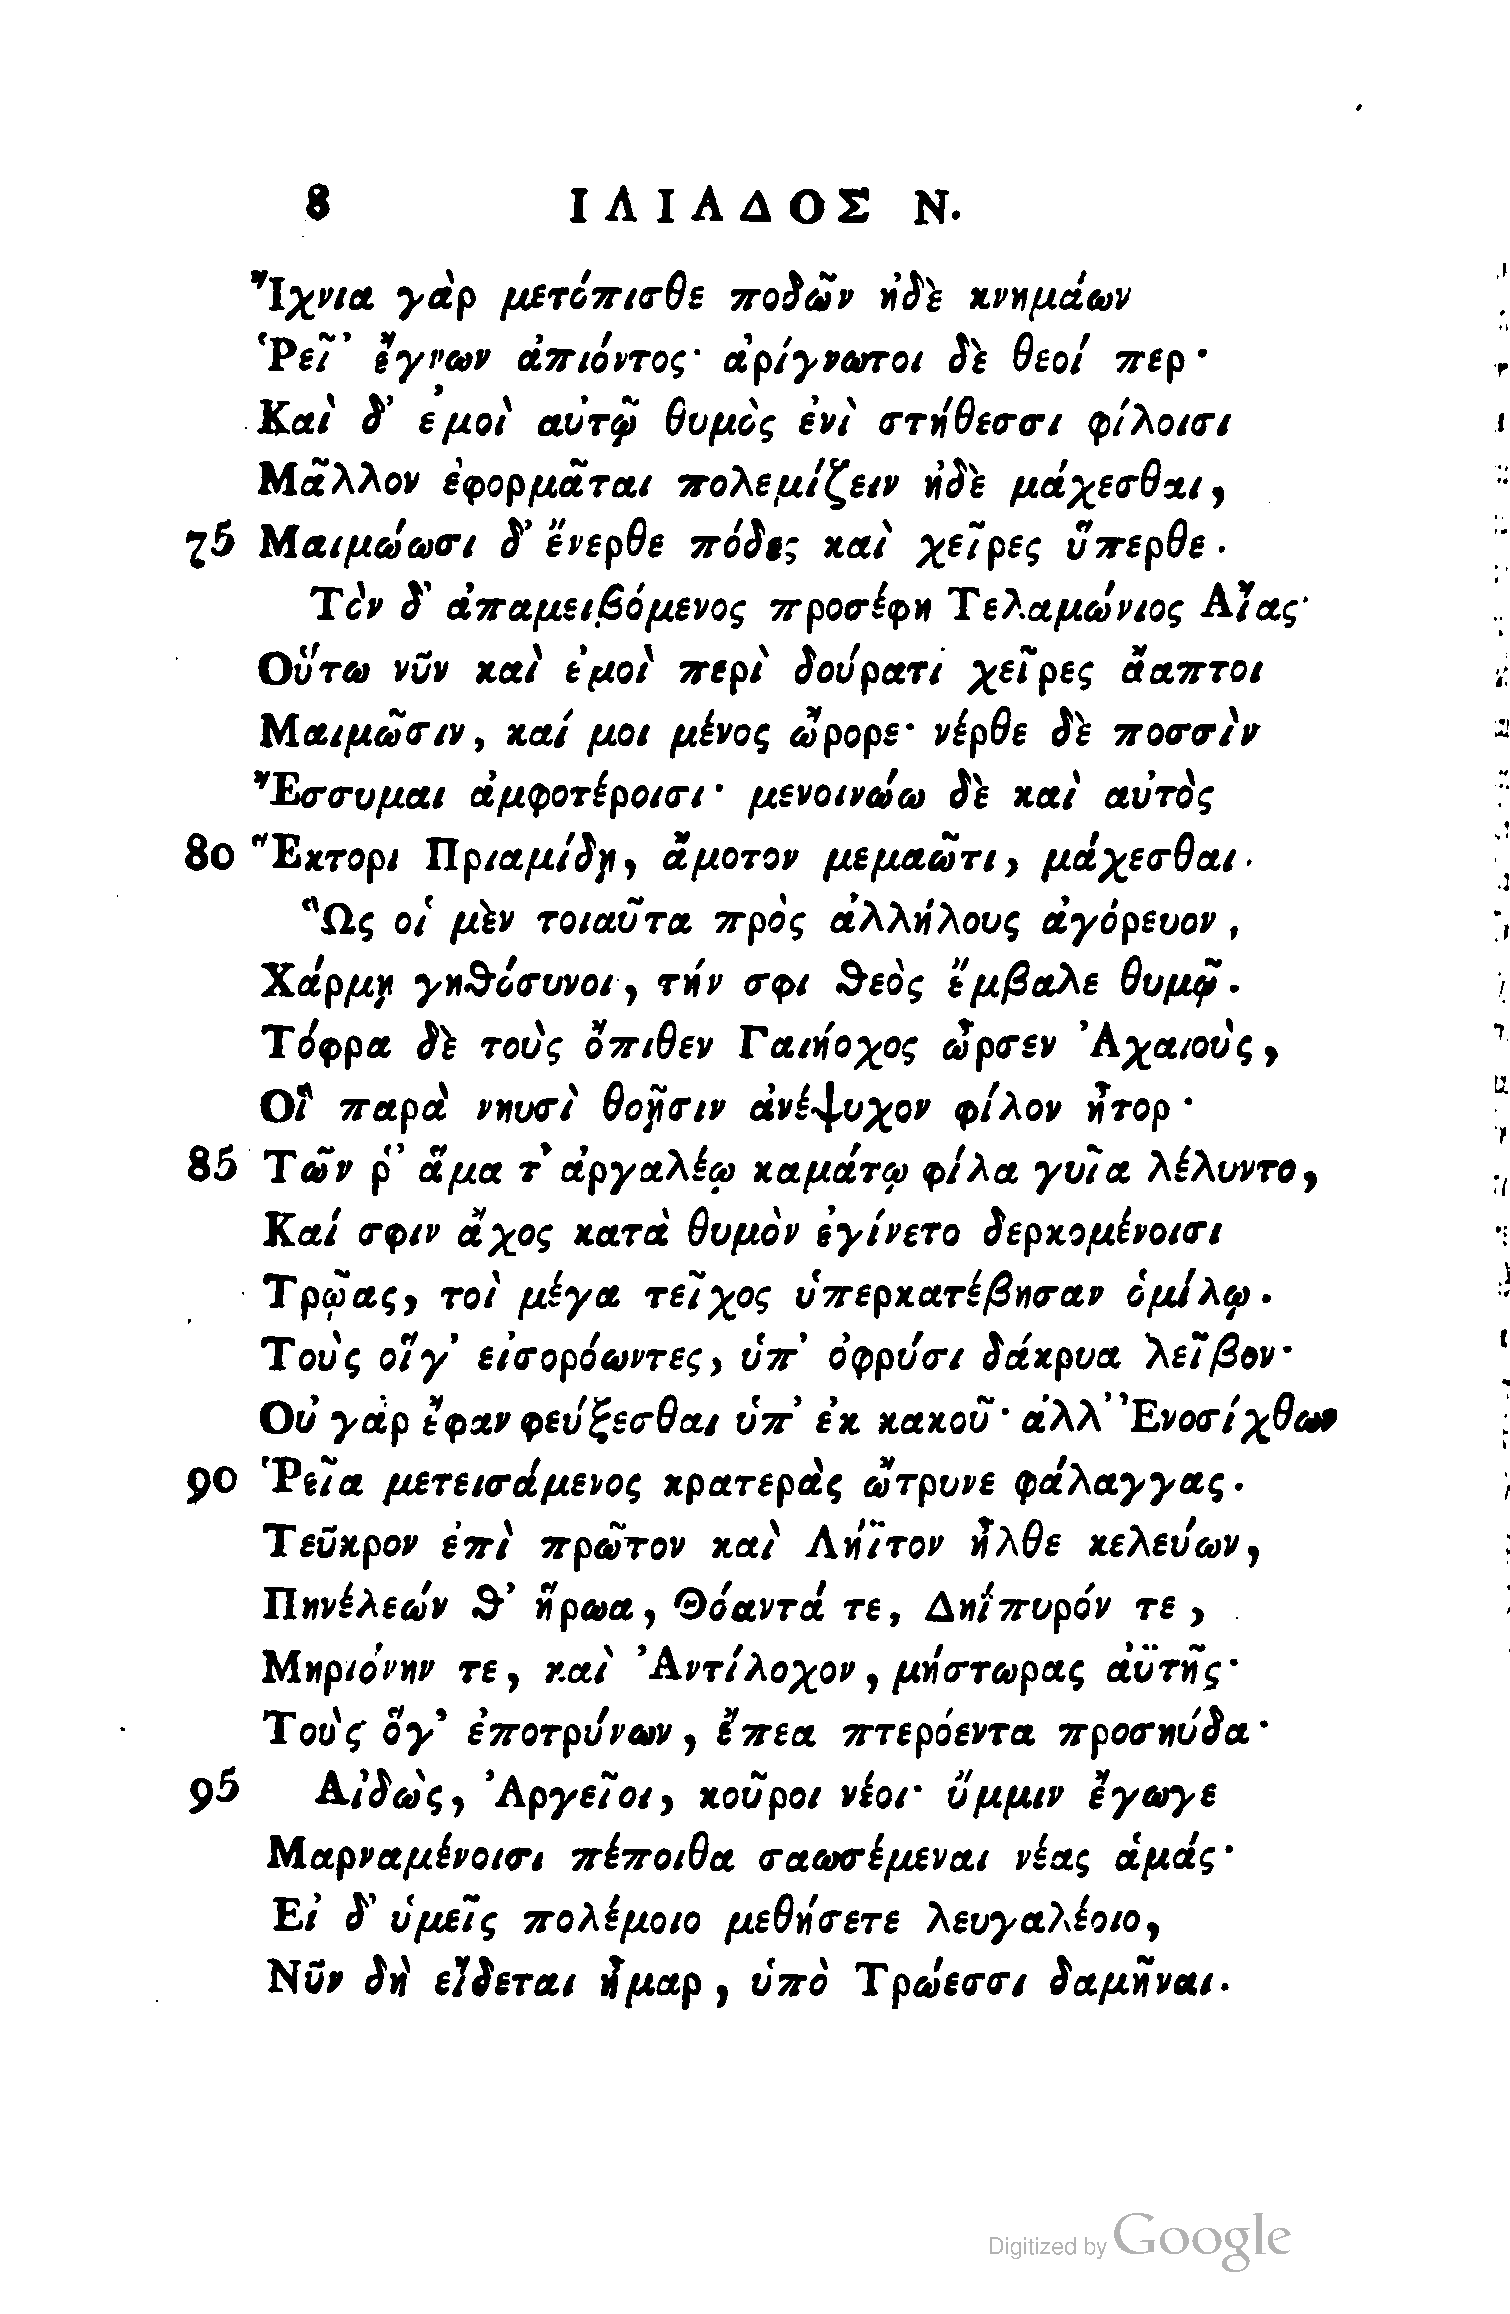 8 ΙΛΙΑΔΟΣ Ν.
Ἴχνια γὰρ μετόπισθε ποδῶν ἠδὲ κνημάων
Ῥεῖ' ἔγνων ἀπιόντος· ἀρίγνωτοι δὲ θεοί περ·
Καὶ δ' ἐμοὶ αὐτῷ θυμὸς ἐνὶ στήθεσσι φίλοισι
Μᾶλλον ἐφορμᾶται πολεμίζειν ἠδὲ μάχεσθαι,
75 Μαιμώωσι δ' ἔνερθε πόδες καὶ χεῖρες ὕπερθε.
Τὸν δ' ἀπαμειβόμενος προσέφη Τελαμώνιος Αἴας·
Οὕτω νῦν καὶ ἐμοὶ περὶ δούρατι χεῖρες ἄαπτοι
Μαιμῶσιν, καί μοι μένος ὤρορε· νέρθε δὲ ποσσὶν
Ἔσσυμαι ἀμφοτέροισι· μενοινώω δὲ καὶ αὐτὸς
80 Ἕκτορι Πριαμίδῃ, ἄμοτον μεμαῶτι, μάχεσθαι.
Ὣς οἱ μὲν τοιαῦτα πρὸς ἀλλήλους ἀγόρευον,
Χάρμῃ γηθόσυνοι, τήν σφι θεὸς ἔμβαλε θυμῷ.
Τόφρα δὲ τοὺς ὄπιθεν Γαιήοχος ὦρσεν Ἀχαιοὺς,
Οἳ παρὰ νηυσὶ θοῇσιν ἀνέψυχον φίλον ἦτορ·
85 Τῶν ῥ' ἅμα τ' ἀργαλέῳ καμάτῳ φίλα γυῖα λέλυντο,
Καί σφιν ἄχος κατὰ θυμὸν ἐγίνετο δερκομένοισι
Τρῷας, τοὶ μέγα τεῖχος ὑπερκατέβησαν ὁμίλῳ.
Τοὺς οἵγ' εἰσορόωντες, ὑπ' ὀφρύσι δάκρυα λεῖβον·
Οὐ γὰρ ἔφαν φεύξεσθαι ὑπ' ἐκ κακοῦ· ἀλλ' Ἐνοσίχθων
90 Ῥεῖα μετεισάμενος κρατερὰς ὤτρυνε φάλαγγας.
Τεῦκρον ἐπὶ πρῶτον καὶ Λήϊτον ἦλθε κελεύων,
Πηνέλεών θ' ἥρωα, Θόαντά τε, Δηΐπυρόν τε,
Μηριόνην τε, καὶ Ἀντίλοχον, μήστωρας ἀϋτῆς·
Τοὺς ὅγ' ἐποτρύνων, ἔπεα πτερόεντα προσηύδα·
95 Αἰδὼς, Ἀργεῖοι, κοῦροι νέοι· ὔμμιν ἔγωγε
Μαρναμένοισι πέποιθα σαωσέμεναι νέας ἁμάς·
Εἰ δ' ὑμεῖς πολέμοιο μεθήσετε λευγαλέοιο,
Νῦν δὴ εἴδεται ἦμαρ, ὑπὸ Τρώεσσι δαμῆναι.
Digitized by Google